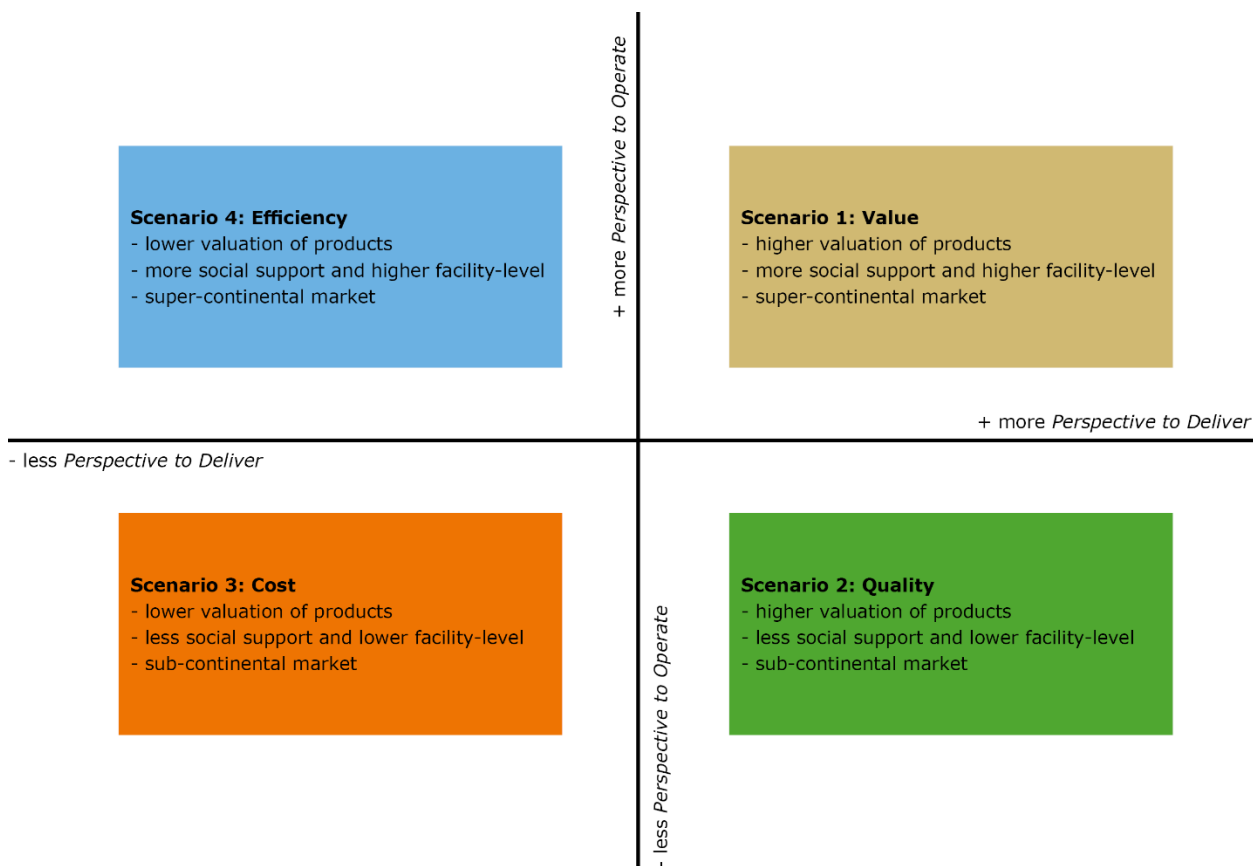 + more Perspective to Operate
Scenario 4: Efficiency
- lower valuation of products
- more social support and higher facility-level
- super-continental market
Scenario 1: Value
- higher valuation of products
- more social support and higher facility-level
- super-continental market
+ more Perspective to Deliver
- less Perspective to Deliver
Scenario 3: Cost
- lower valuation of products
- less social support and lower facility-level
- sub-continental market
Scenario 2: Quality
- higher valuation of products
- less social support and lower facility-level
- sub-continental market
- less Perspective to Operate